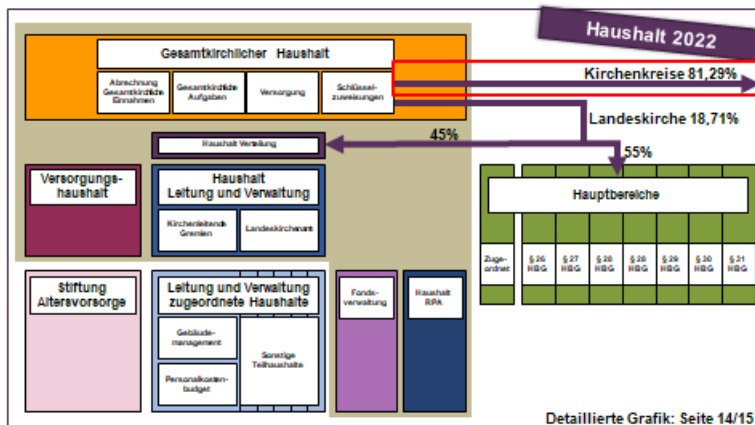 Haushalt 2022
Gesamtkirchlicher Haushalt
Abrechnung
Gesamtkirchliche
Einnahmen
Gesamtkirchliche
Aufgaben
Versorgung
Schlüssel-
zuweisungen
Kirchenkreise 81,29%
Landeskirche 18,71%
45%
55%
Haushalt Verteilung
Versorgungs-
haushalt
Haushalt
Leitung und Verwaltung
Kirchenleitende
Gremien
Landeskirchenamt
Hauptbereiche
Zuge-
ordnet
§ 26
HBG
§ 27
HBG
§ 28
HBG
§ 28
HBG
§ 29
HBG
§ 30
HBG
§ 31
HBG
Stiftung
Altersvorsorge
Leitung und Verwaltung
zugeordnete Haushalte
Gebäude-
management
Personalkosten-
budget
Sonstige
Teilhaushalte
Fonds-
verwaltung
Haushalt
RPA
Detaillierte Grafik: Seite 14/15